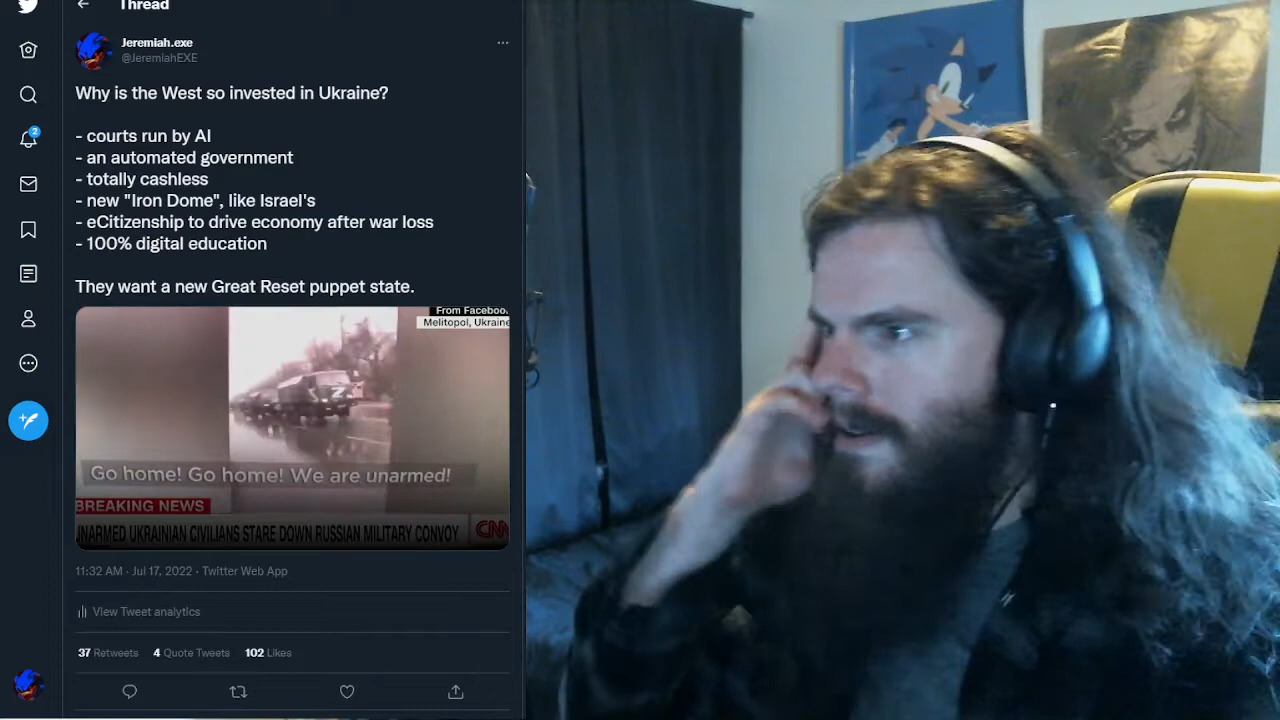 Thread
Jeremiah.exe
@JeremiahEXE
Why is the West so invested in Ukraine?
- courts run by AI
- an automated government
- totally cashless
- new "Iron Dome", like Israel's
- eCitizenship to drive economy after war loss
- 100% digital education
They want a new Great Reset puppet state.
From Faceboo
Melitopol, Ukraine
Z
Go home! Go home! We are unarmed!
BREAKING NEWS
UNARMED UKRAINIAN CIVILIANS STARE DOWN RUSSIAN MILITARY CONVOY
CNN
11:32 AM · Jul 17, 2022 · Twitter Web App
View Tweet analytics
37 Retweets 4 Quote Tweets 102 Likes
2